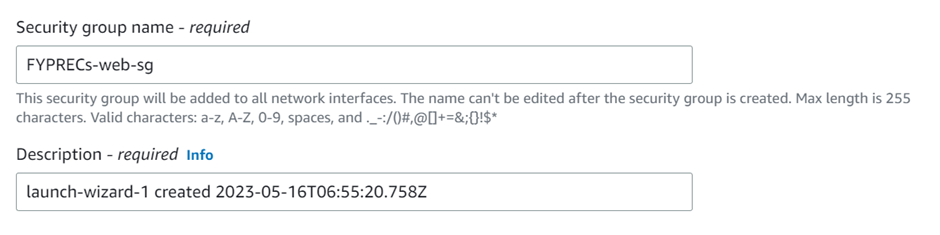 Security group name - required
FYPRECs-web-sg
This security group will be added to all network interfaces. The name can't be edited after the security group is created. Max length is 255
characters. Valid characters: a-z, A-Z, 0-9, spaces, and ._-:/()#,@[]+=&;{}!$*
Description - required Info
launch-wizard-1 created 2023-05-16T06:55:20.758Z